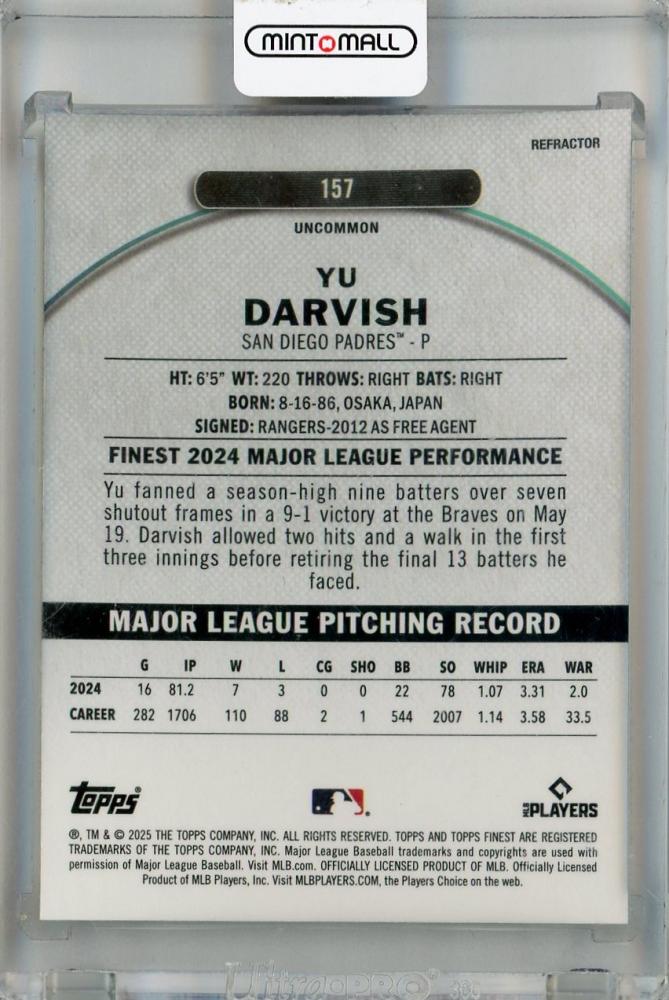 MINT MALL
REFRACTOR
157
UNCOMMON
YU
DARVISH
SAN DIEGO PADRES™ - P
HT: 6'5" WT: 220 THROWS: RIGHT BATS: RIGHT
BORN: 8-16-86, OSAKA, JAPAN
SIGNED: RANGERS-2012 AS FREE AGENT
FINEST 2024 MAJOR LEAGUE PERFORMANCE
Yu fanned a season-high nine batters over seven
shutout frames in a 9-1 victory at the Braves on May
19. Darvish allowed two hits and a walk in the first
three innings before retiring the final 13 batters he
faced.
MAJOR LEAGUE PITCHING RECORD
G IP W L CG SHO BB SO WHIP ERA WAR
2024 16 81.2 7 3 0 0 22 78 1.07 3.31 2.0
CAREER 282 1706 110 88 2 1 544 2007 1.14 3.58 33.5
Topps®
MLB PLAYERS
®, TM & © 2025 THE TOPPS COMPANY, INC. ALL RIGHTS RESERVED. TOPPS AND TOPPS FINEST ARE REGISTERED
TRADEMARKS OF THE TOPPS COMPANY, INC. Major League Baseball trademarks and copyrights are used with
permission of Major League Baseball. Visit MLB.com. OFFICIALLY LICENSED PRODUCT OF MLB. Officially Licensed
Product of MLB Players, Inc. Visit MLBPLAYERS.COM, the Players Choice on the web.
Ultra·PRO®